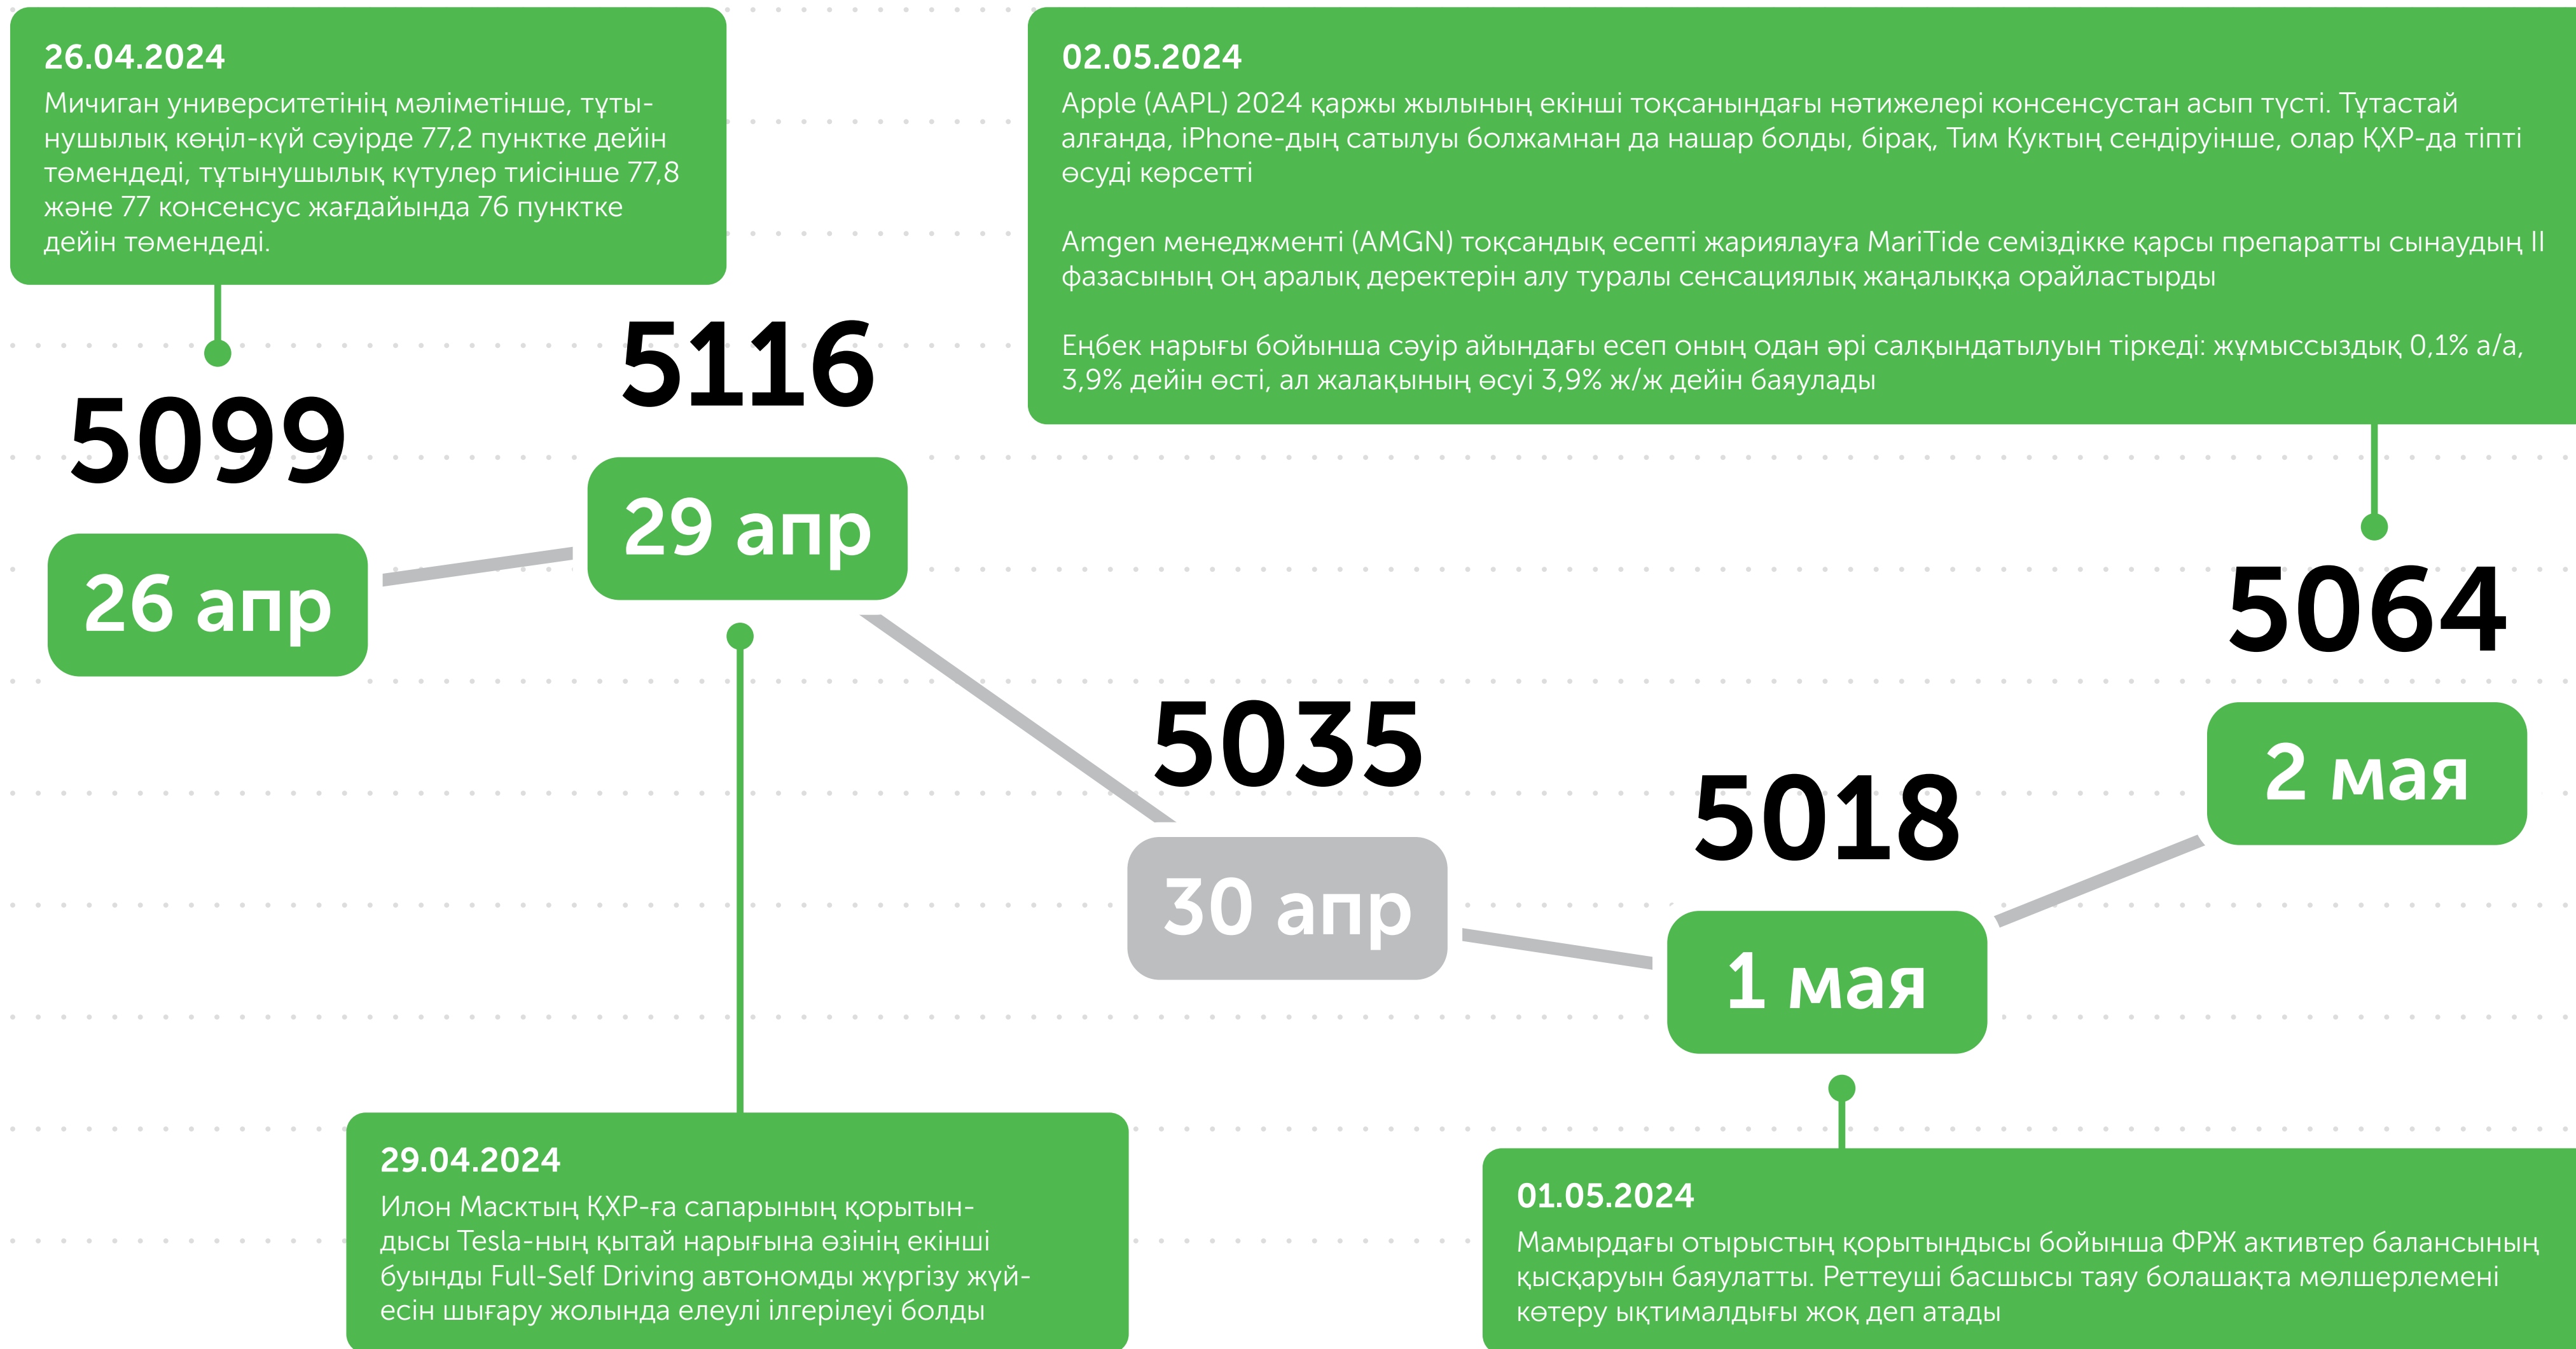 26.04.2024
Мичиган университетінің мәліметінше, тұты-
нушылық көңіл-күй сәуірде 77,2 пунктке дейін
төмендеді, тұтынушылық күтулер тиісінше 77,8
және 77 консенсус жағдайында 76 пунктке
дейін төмендеді.
02.05.2024
Apple (AAPL) 2024 қаржы жылының екінші тоқсанындағы нәтижелері консенсустан асып түсті. Тұтастай
алғанда, iPhone-дың сатылуы болжамнан да нашар болды, бірақ, Тим Куктың сендіруінше, олар ҚХР-да тіпті
өсуді көрсетті
Amgen менеджменті (AMGN) тоқсандық есепті жариялауға MariTide семіздікке қарсы препаратты сынаудың II
фазасының оң аралық деректерін алу туралы сенсациялық жаңалыққа орайластырды
Еңбек нарығы бойынша сәуір айындағы есеп оның одан әрі салқындатылуын тіркеді: жұмыссыздық 0,1% а/а,
3,9% дейін өсті, ал жалақының өсуі 3,9% ж/ж дейін баяулады
5099
26 апр
5116
29 апр
5035
30 апр
5018
1 мая
5064
2 мая
29.04.2024
Илон Масктың ҚХР-ға сапарының қорытын-
дысы Tesla-ның қытай нарығына өзінің екінші
буынды Full-Self Driving автономды жүргізу жүй-
есін шығару жолында елеулі ілгерілеуі болды
01.05.2024
Мамырдағы отырыстың қорытындысы бойынша ФРЖ активтер балансының
қысқаруын баяулатты. Реттеуші басшысы таяу болашақта мөлшерлемені
көтеру ықтималдығы жоқ деп атады